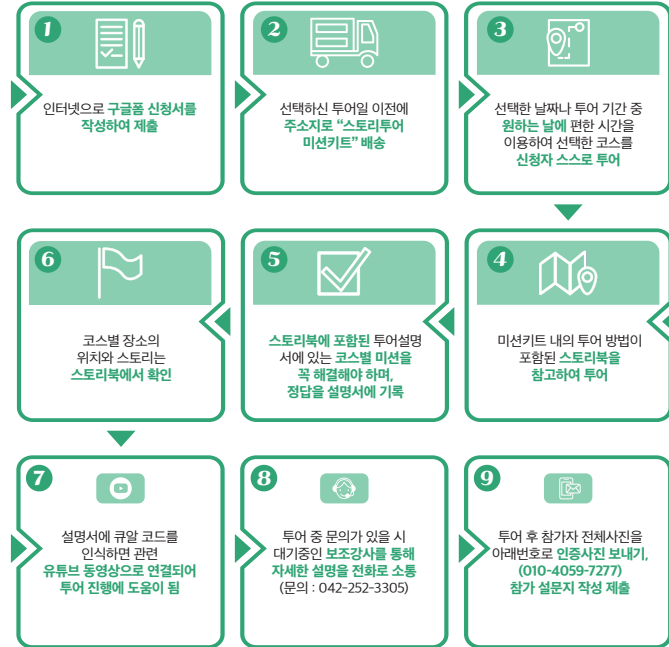 1
인터넷으로 구글폼 신청서를
작성하여 제출
2
선택하신 투어일 이전에
주소지로 “스토리투어
미션키트” 배송
3
선택한 날짜나 투어 기간 중
원하는 날에 편한 시간을
이용하여 선택한 코스를
신청자 스스로 투어
4
미션키트 내의 투어 방법이
포함된 스토리북을
참고하여 투어
5
스토리북에 포함된 투어설명
서에 있는 코스별 미션을
꼭 해결해야 하며,
정답을 설명서에 기록
6
코스별 장소의
위치와 스토리는
스토리북에서 확인
7
설명서에 큐알 코드를
인식하면 관련
유튜브 동영상으로 연결되어
투어 진행에 도움이 됨
8
투어 중 문의가 있을 시
대기중인 보조강사를 통해
자세한 설명을 전화로 소통
(문의 : 042-252-3305)
9
투어 후 참가자 전체사진을
아래번호로 인증사진 보내기,
(010-4059-7277)
참가 설문지 작성 제출